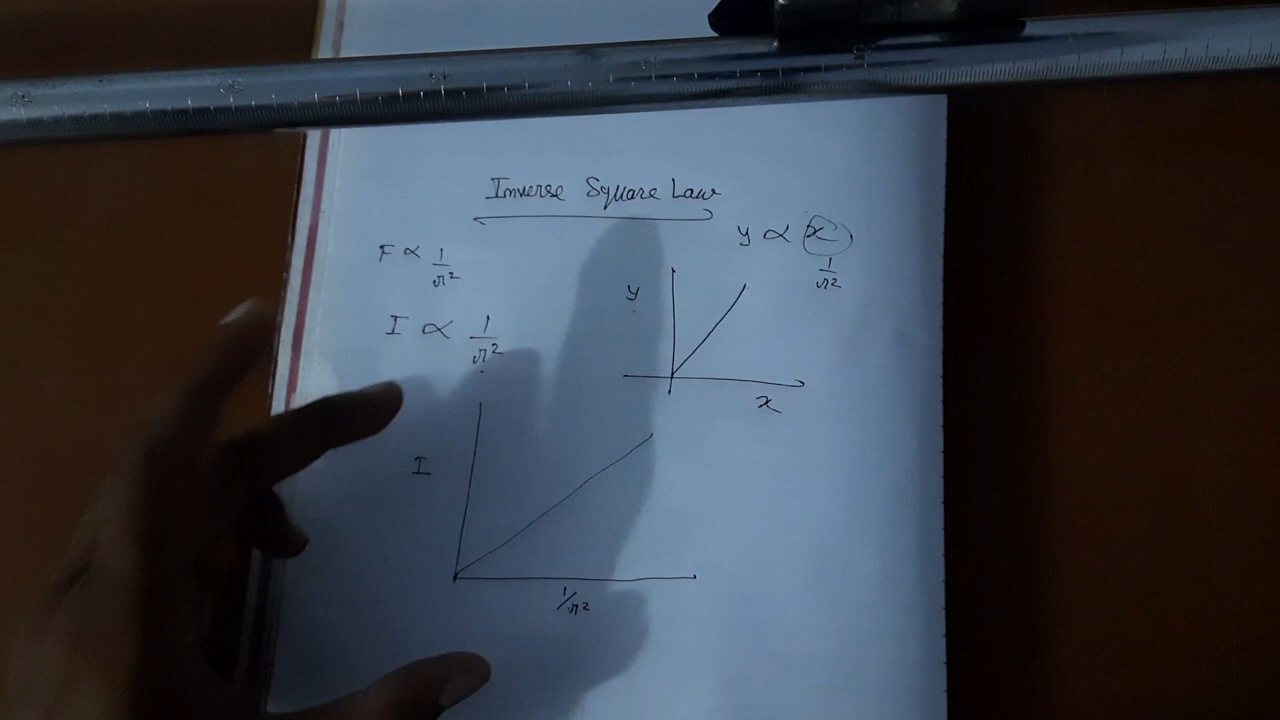 Inverse Square Law
F ∝ 1/r²
I ∝ 1/r²
y ∝ x
1/r²
y
x
I
1/r²